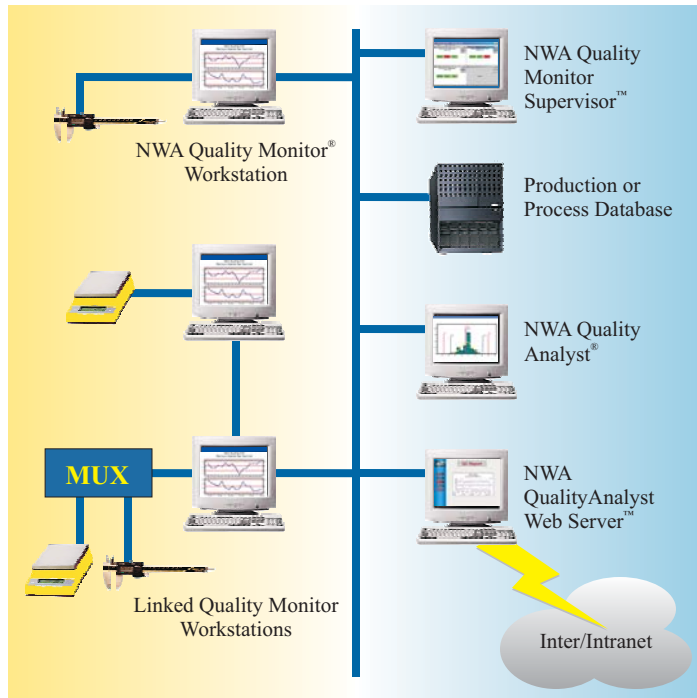 NWA Quality
Monitor
Supervisor™
NWA Quality Monitor®
Workstation
Production or
Process Database
NWA Quality
Analyst®
MUX
NWA
QualityAnalyst
Web Server™
Linked Quality Monitor
Workstations
Inter/Intranet